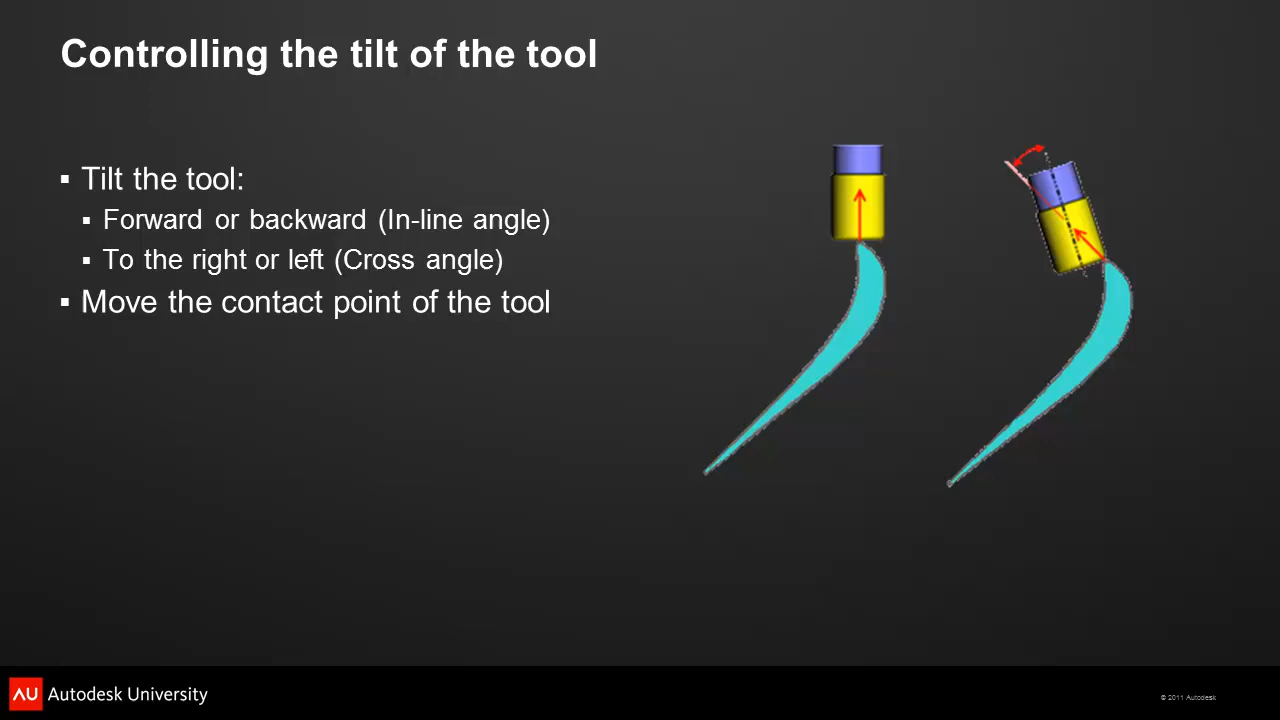 Controlling the tilt of the tool
▪ Tilt the tool:
▪ Forward or backward (In-line angle)
▪ To the right or left (Cross angle)
▪ Move the contact point of the tool
AU Autodesk University
© 2011 Autodesk